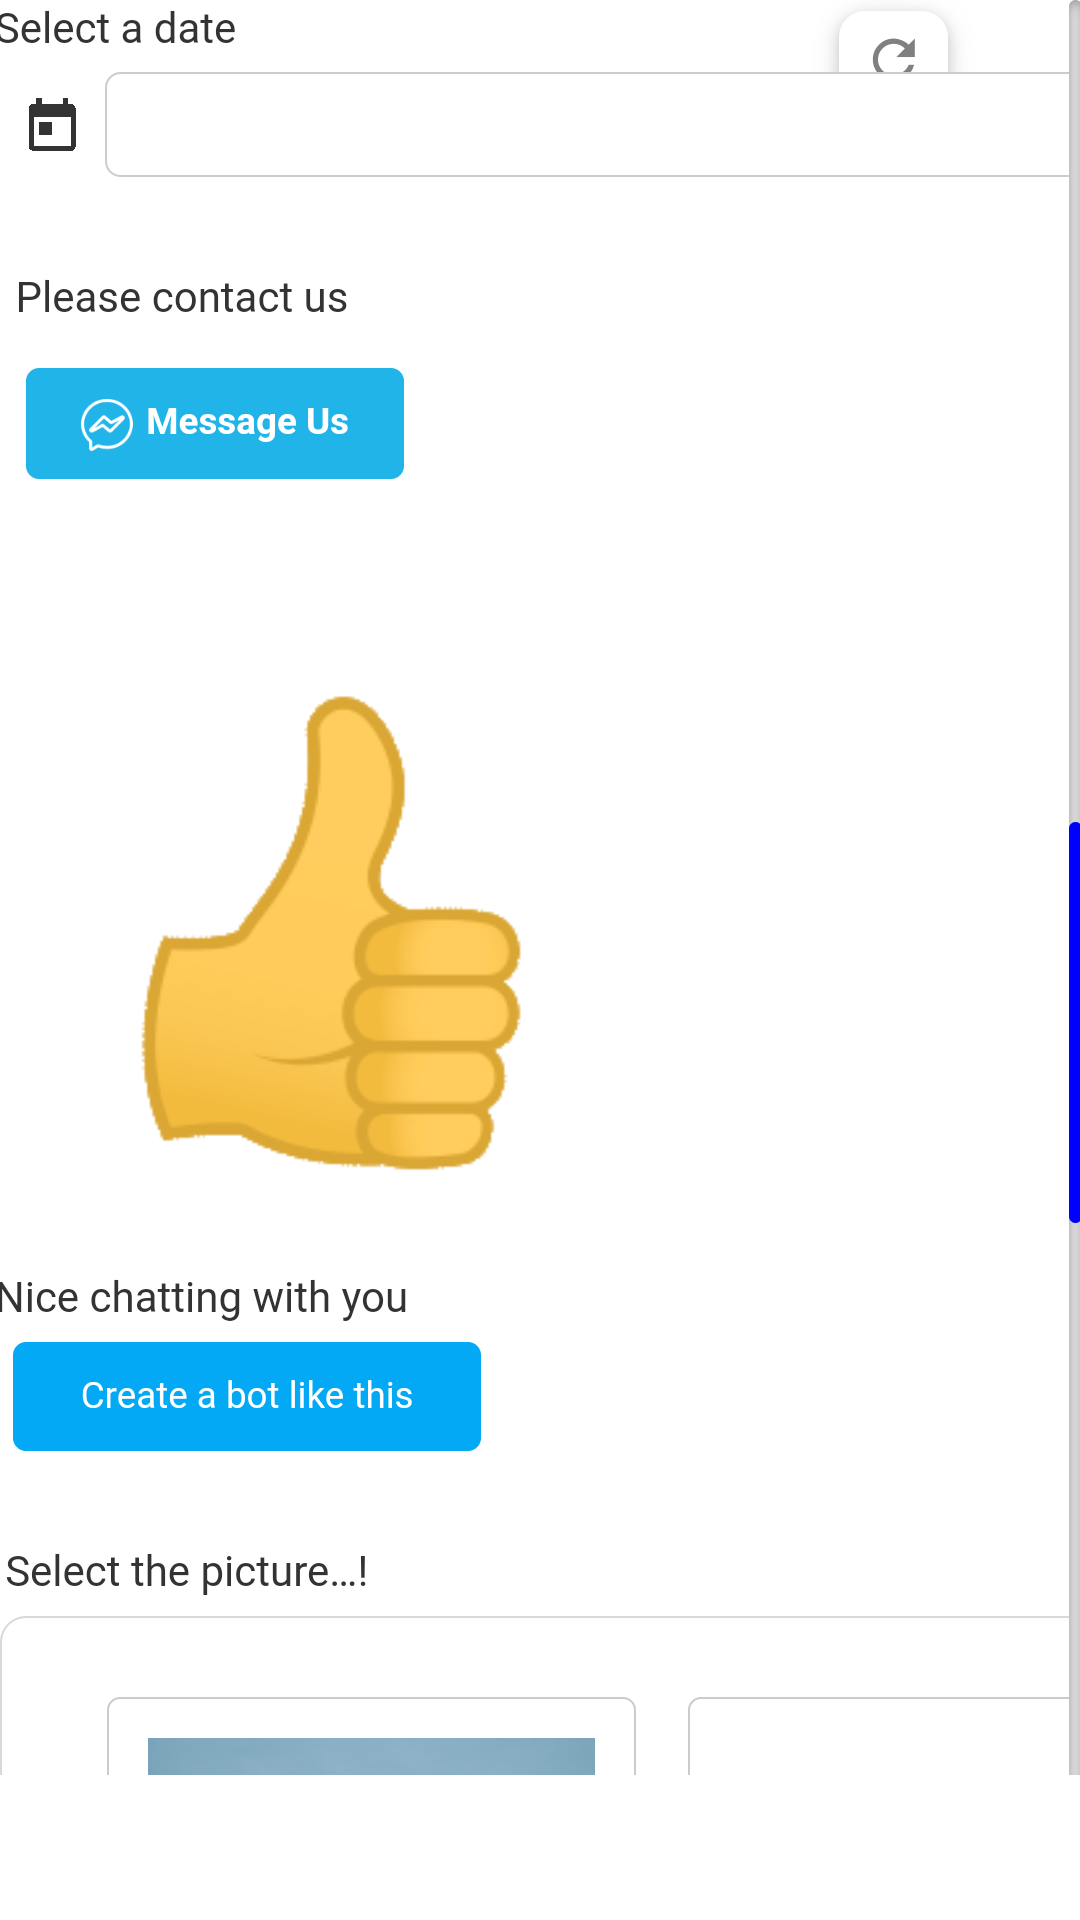 Select a date
Please contact us
Message Us
Nice chatting with you
Create a bot like this
Select the picture...!